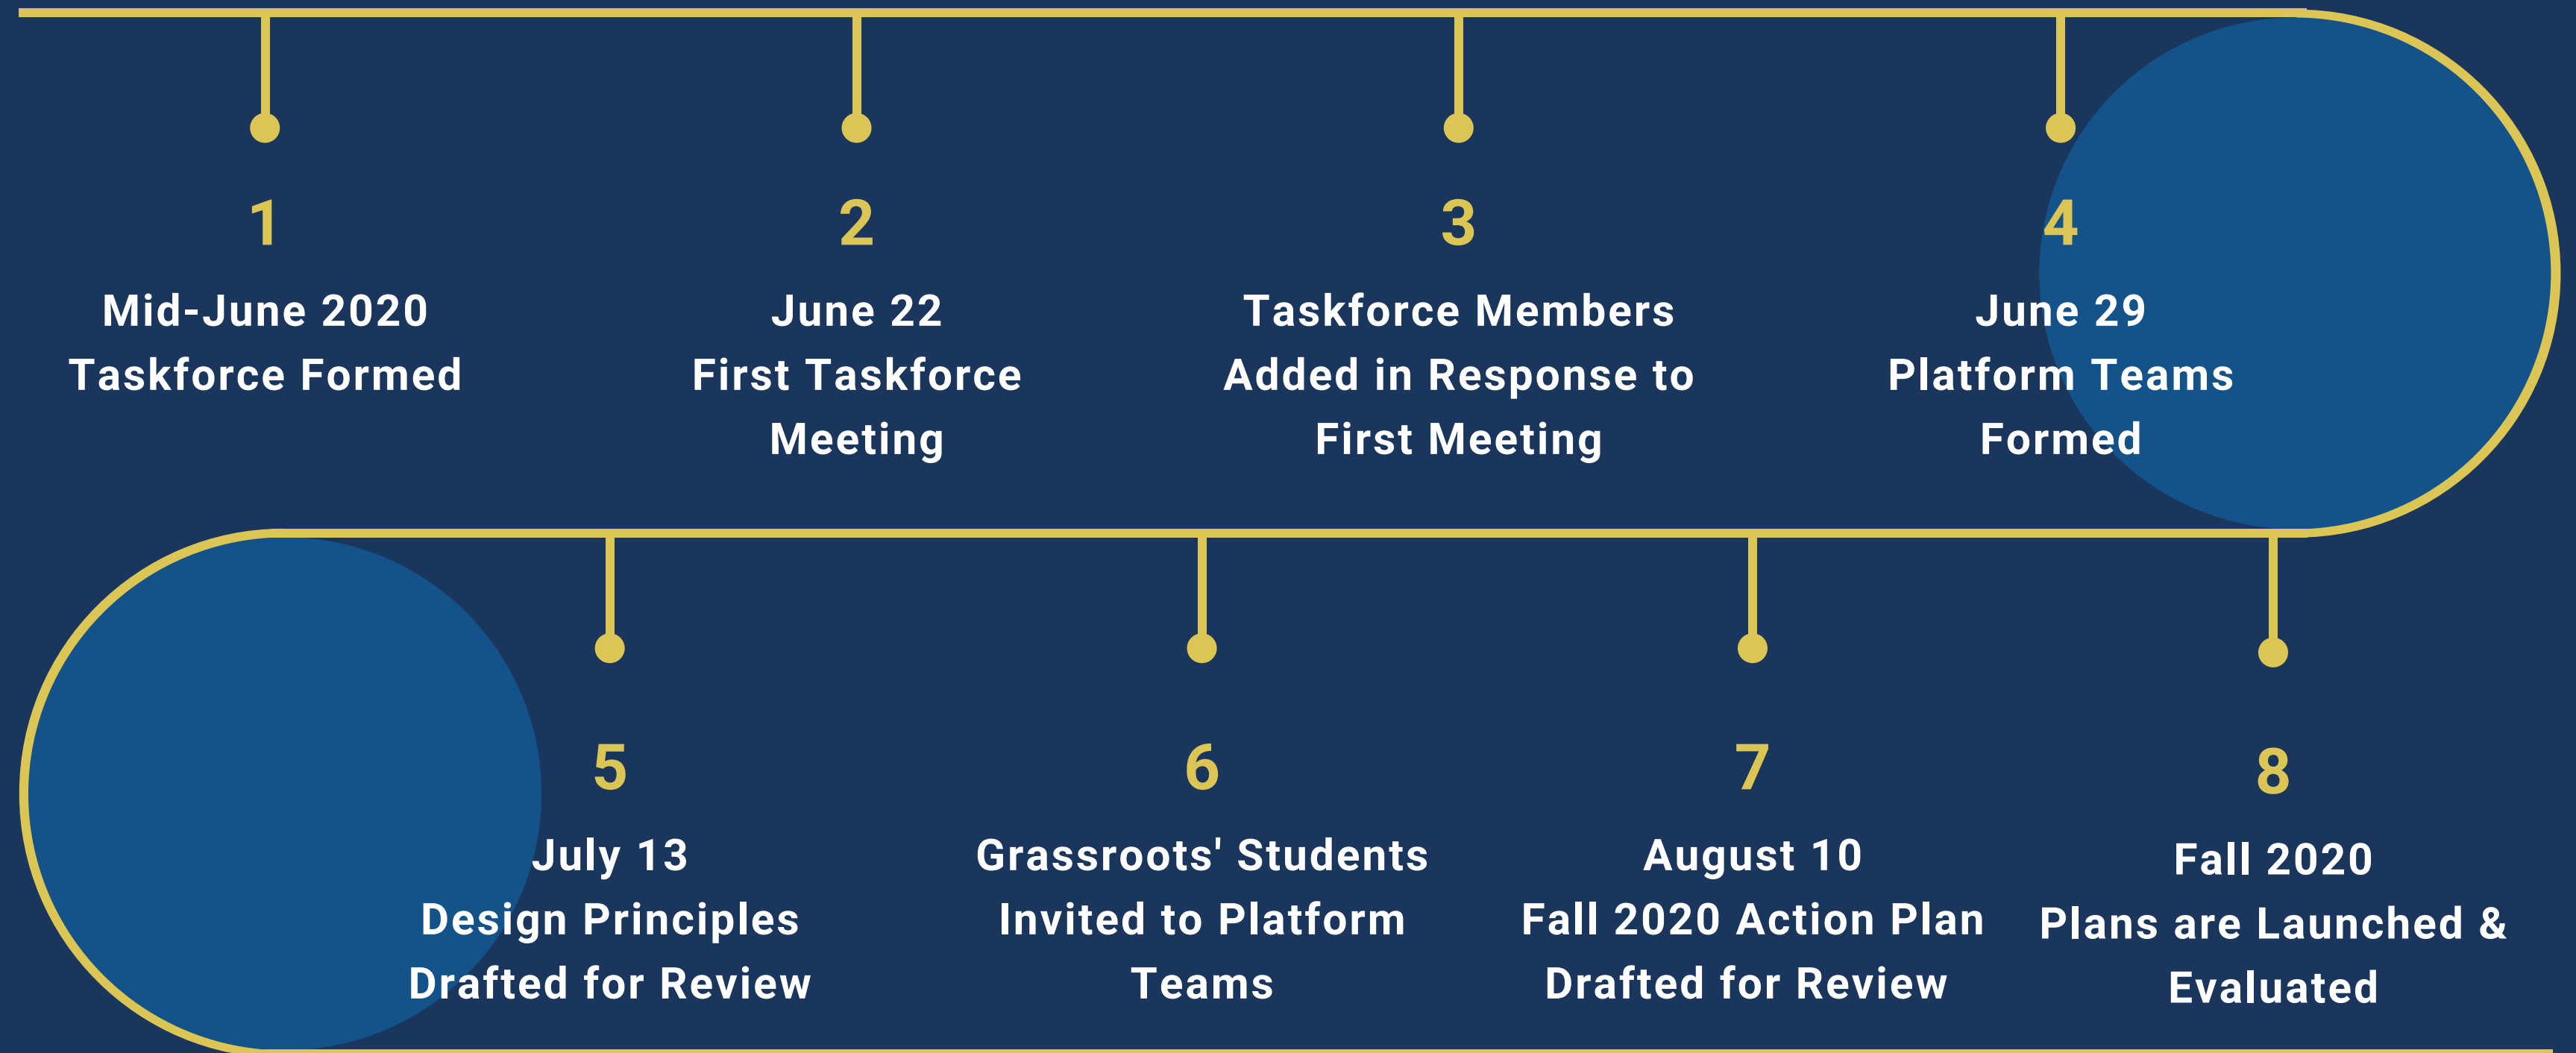 1
Mid-June 2020
Taskforce Formed
2
June 22
First Taskforce
Meeting
3
Taskforce Members
Added in Response to
First Meeting
4
June 29
Platform Teams
Formed
5
July 13
Design Principles
Drafted for Review
6
Grassroots' Students
Invited to Platform
Teams
7
August 10
Fall 2020 Action Plan
Drafted for Review
8
Fall 2020
Plans are Launched &
Evaluated